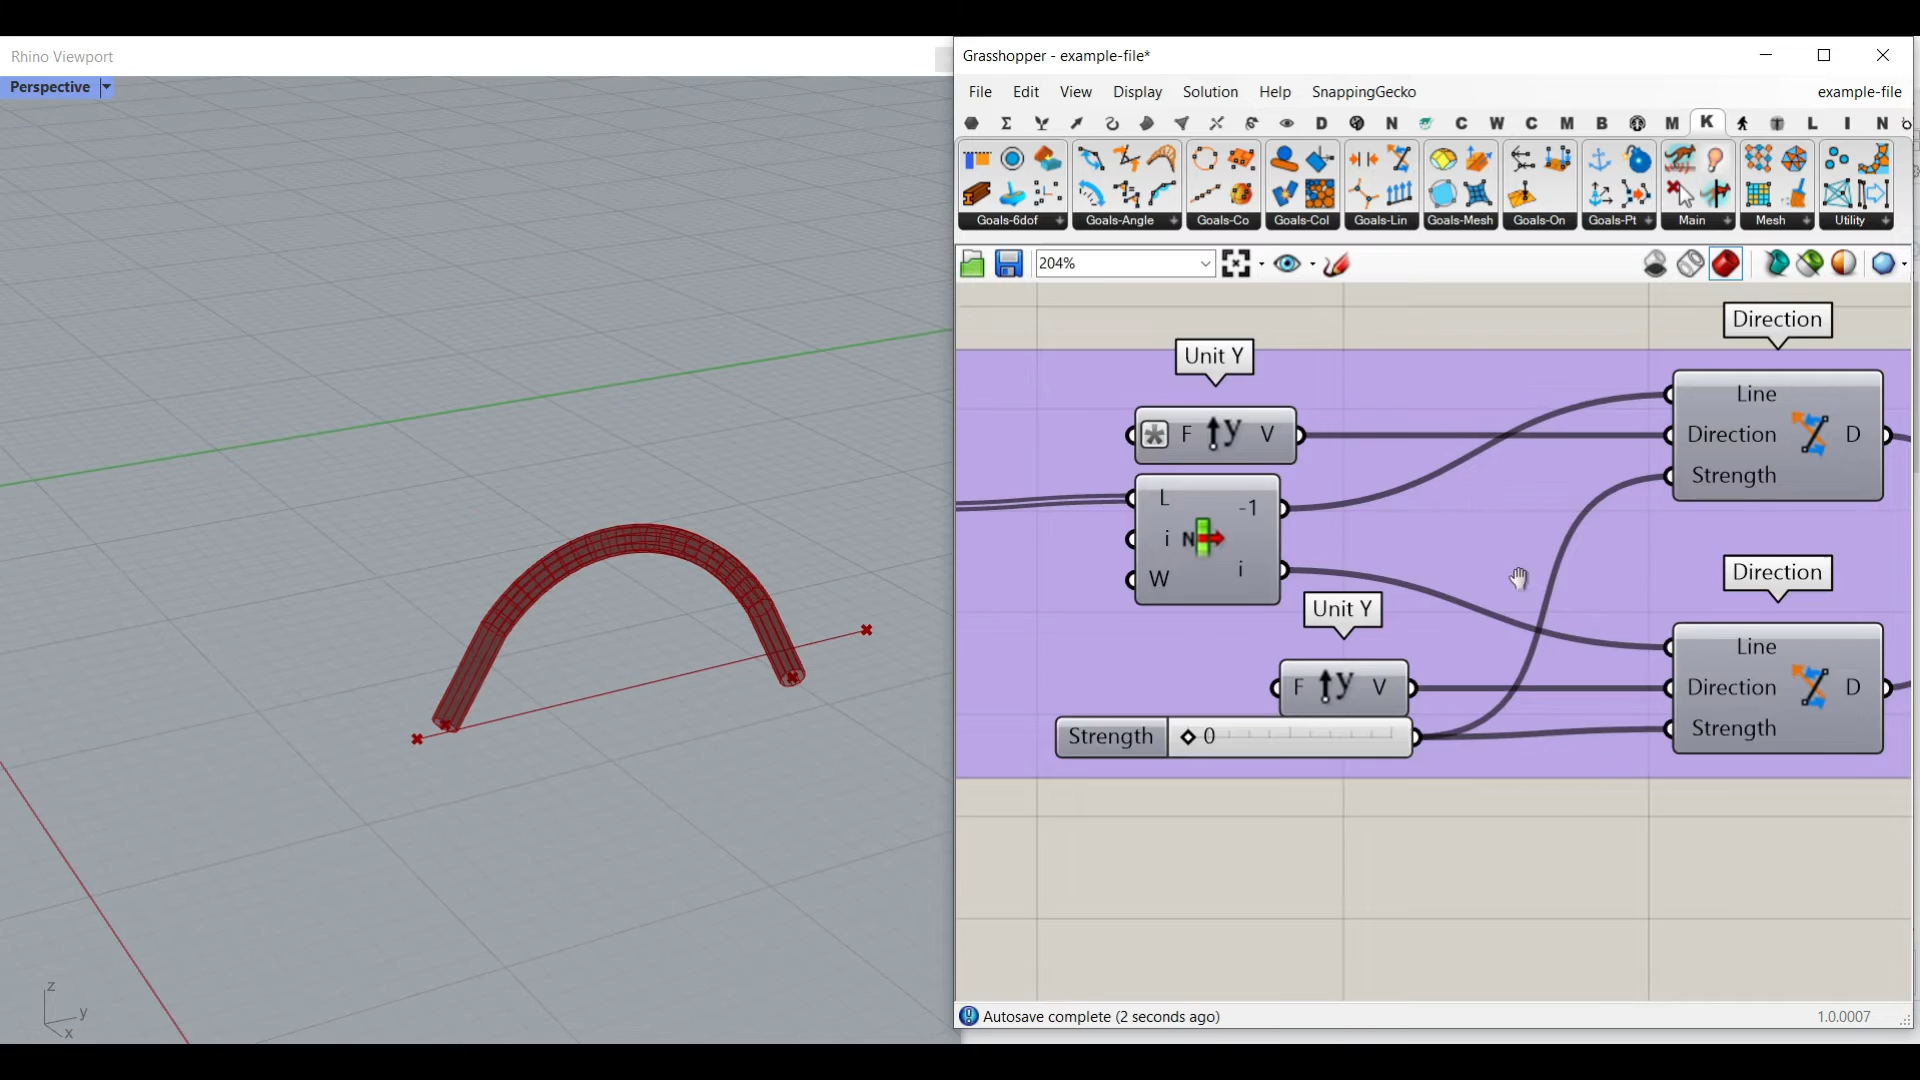 Rhino Viewport
Perspective
z
y
x
Grasshopper - example-file*
File Edit View Display Solution Help SnappingGecko example-file
D N C W C M B M K L I N
Goals-6dof Goals-Angle Goals-Co Goals-Col Goals-Lin Goals-Mesh Goals-On Goals-Pt Main Mesh Utility
204%
Direction
Unit Y
Line
F y V
Direction D
Strength
L -1
i N
W i
Direction
Unit Y
Line
F y V
Direction D
Strength 0
Strength
Autosave complete (2 seconds ago)
1.0.0007